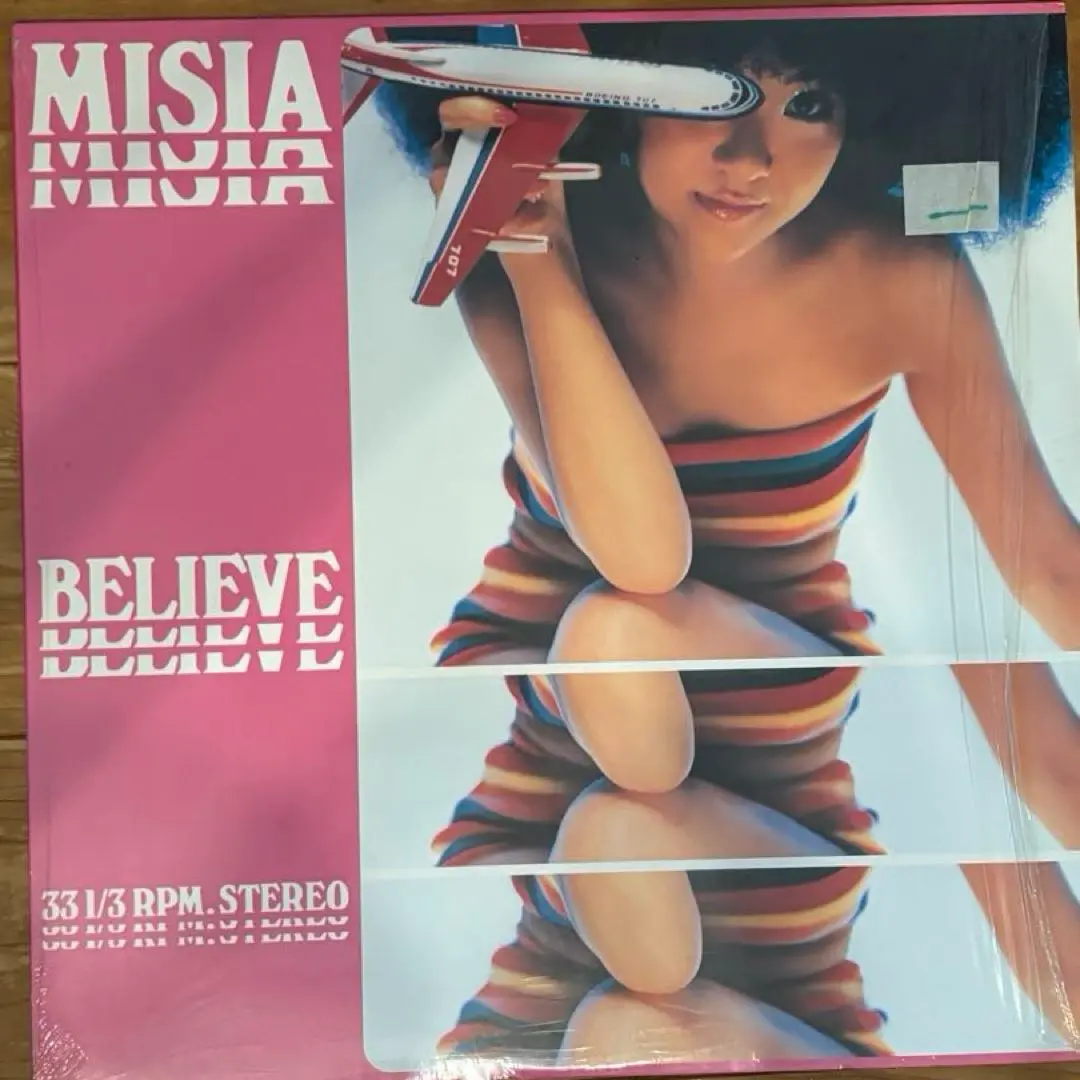 MISIA
BOEING 707
707
BELIEVE
33 1/3 RPM. STEREO